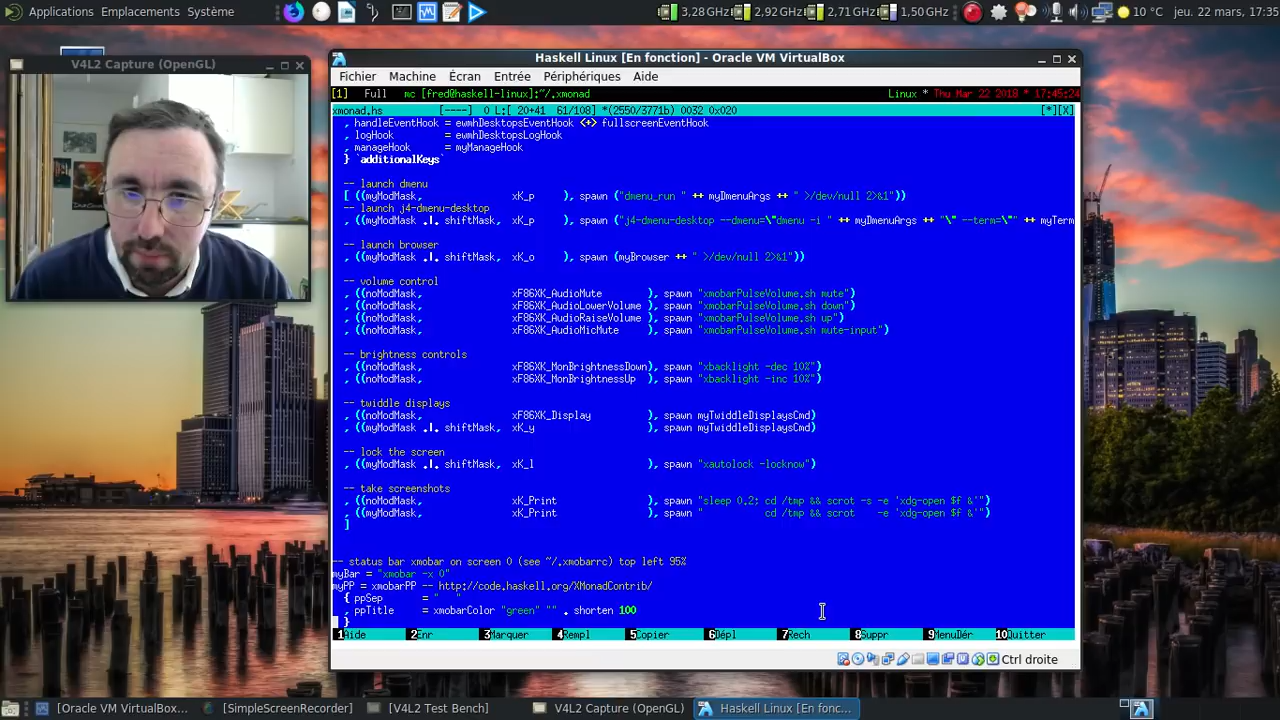 Applications Emplacements Système
3,28GHz 2,92GHz 2,71GHz 1,50GHz 10 °C jeu. 22 mars, 17:35
V4L2 Capture (OpenGL)
Haskell Linux [En fonction] - Oracle VM VirtualBox
Fichier Machine Écran Entrée Périphériques Aide
[1] Full mc [fred@haskell-linux]:~/.xmonad Linux * Thu Mar 22 2018 * 17:45:24
xmonad.hs [----] 0 L:[ 20+41 61/108] *(2550/3771b) 0032 0x020 [*][X]
, handleEventHook = ewmhDesktopsEventHook <+> fullscreenEventHook
, logHook = ewmhDesktopsLogHook
, manageHook = myManageHook
} `additionalKeys`
-- launch dmenu
[ ((myModMask, xK_p ), spawn ("dmenu_run " ++ myDmenuArgs ++ " >/dev/null 2>&1"))
-- launch j4-dmenu-desktop
, ((myModMask .|. shiftMask, xK_p ), spawn ("j4-dmenu-desktop --dmenu=\"dmenu -i " ++ myDmenuArgs ++ "\" --term=\"" ++ myTerm
-- launch browser
, ((myModMask .|. shiftMask, xK_o ), spawn (myBrowser ++ " >/dev/null 2>&1"))
-- volume control
, ((noModMask, xF86XK_AudioMute ), spawn "xmobarPulseVolume.sh mute")
, ((noModMask, xF86XK_AudioLowerVolume ), spawn "xmobarPulseVolume.sh down")
, ((noModMask, xF86XK_AudioRaiseVolume ), spawn "xmobarPulseVolume.sh up")
, ((noModMask, xF86XK_AudioMicMute ), spawn "xmobarPulseVolume.sh mute-input")
-- brightness controls
, ((noModMask, xF86XK_MonBrightnessDown), spawn "xbacklight -dec 10%")
, ((noModMask, xF86XK_MonBrightnessUp ), spawn "xbacklight -inc 10%")
-- twiddle displays
, ((noModMask, xF86XK_Display ), spawn myTwiddleDisplaysCmd)
, ((myModMask .|. shiftMask, xK_y ), spawn myTwiddleDisplaysCmd)
-- lock the screen
, ((myModMask .|. shiftMask, xK_l ), spawn "xautolock -locknow")
-- take screenshots
, ((noModMask, xK_Print ), spawn "sleep 0.2; cd /tmp && scrot -s -e 'xdg-open $f &'")
, ((myModMask, xK_Print ), spawn " cd /tmp && scrot -e 'xdg-open $f &'")
]
-- status bar xmobar on screen 0 (see ~/.xmobarrc) top left 95%
myBar = "xmobar -x 0"
myPP = xmobarPP -- http://code.haskell.org/XMonadContrib/
{ ppSep = " "
, ppTitle = xmobarColor "green" "" . shorten 100
}
1Aide 2Enr 3Marquer 4Rempl 5Copier 6Dépl 7Rech 8Suppr 9MenuDér 10Quitter
Ctrl droite
[Oracle VM VirtualBox... [SimpleScreenRecorder] [V4L2 Test Bench] V4L2 Capture (OpenGL) Haskell Linux [En fonc...